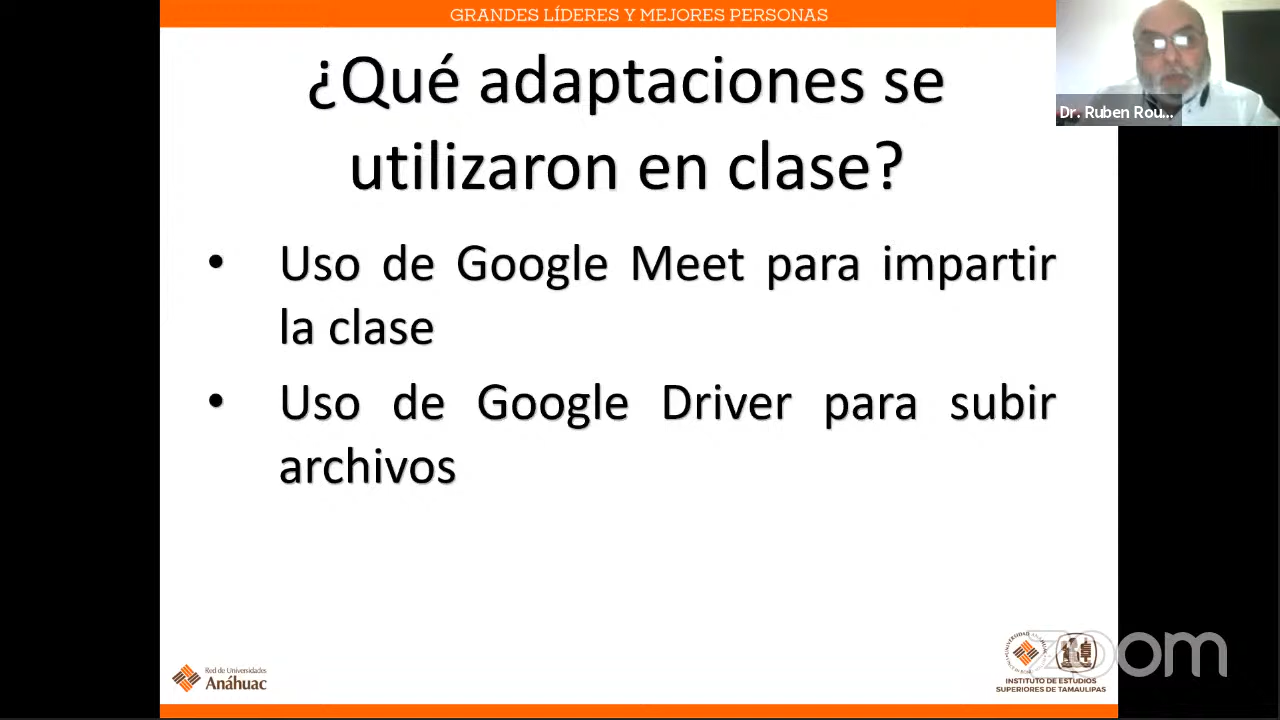 GRANDES LÍDERES Y MEJORES PERSONAS
¿Qué adaptaciones se
utilizaron en clase?
• Uso de Google Meet para impartir
la clase
• Uso de Google Driver para subir
archivos
Dr. Ruben Rou...
Red de Universidades
Anáhuac
INSTITUTO DE ESTUDIOS
SUPERIORES DE TAMAULIPAS
zoom